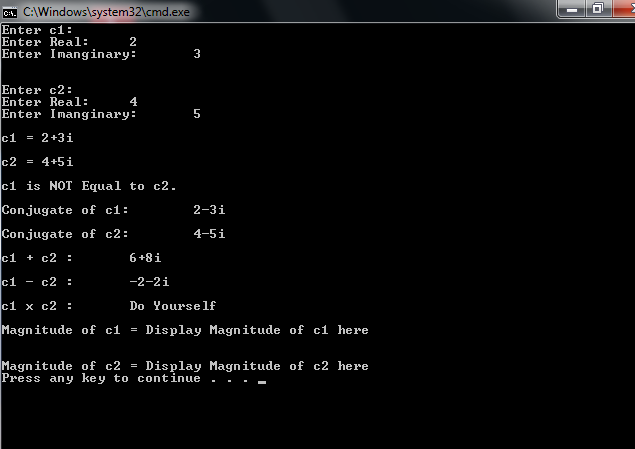 C:\Windows\system32\cmd.exe
Enter c1:
Enter Real: 2
Enter Imanginary: 3
Enter c2:
Enter Real: 4
Enter Imanginary: 5
c1 = 2+3i
c2 = 4+5i
c1 is NOT Equal to c2.
Conjugate of c1: 2-3i
Conjugate of c2: 4-5i
c1 + c2 : 6+8i
c1 - c2 : -2-2i
c1 x c2 : Do Yourself
Magnitude of c1 = Display Magnitude of c1 here
Magnitude of c2 = Display Magnitude of c2 here
Press any key to continue . . .